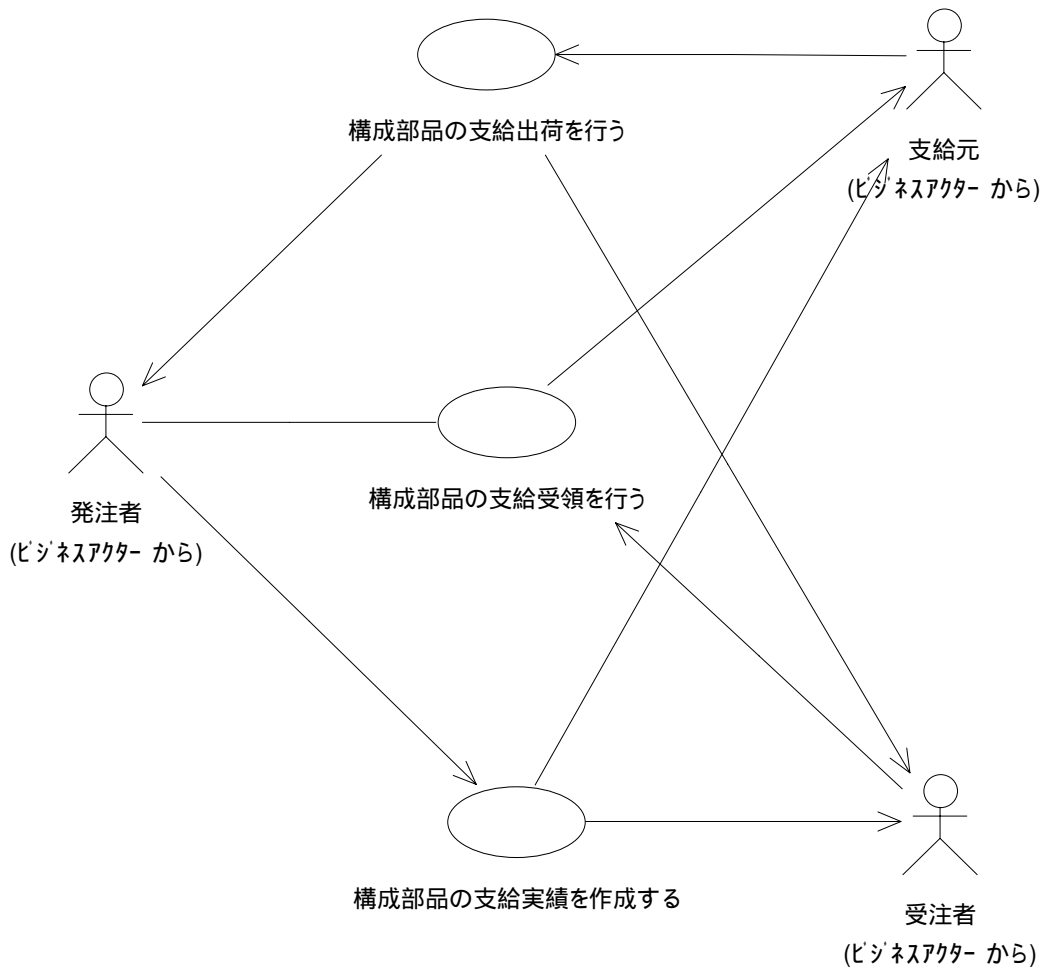 構成部品の支給出荷を行う
支給元
(ﾋﾞｼﾞﾈｽｱｸﾀｰ から)
構成部品の支給受領を行う
発注者
(ﾋﾞｼﾞﾈｽｱｸﾀｰ から)
構成部品の支給実績を作成する
受注者
(ﾋﾞｼﾞﾈｽｱｸﾀｰ から)